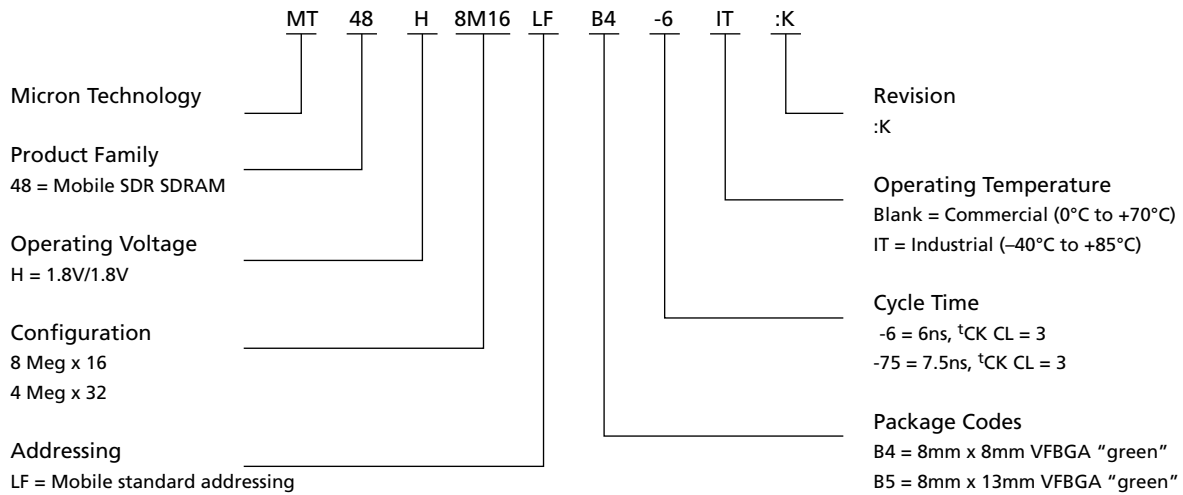 MT 48 H 8M16 LF B4 -6 IT :K
Micron Technology
Product Family
48 = Mobile SDR SDRAM
Operating Voltage
H = 1.8V/1.8V
Configuration
8 Meg x 16
4 Meg x 32
Addressing
LF = Mobile standard addressing
Revision
:K
Operating Temperature
Blank = Commercial (0°C to +70°C)
IT = Industrial (–40°C to +85°C)
Cycle Time
-6 = 6ns, ᵗCK CL = 3
-75 = 7.5ns, ᵗCK CL = 3
Package Codes
B4 = 8mm x 8mm VFBGA “green”
B5 = 8mm x 13mm VFBGA “green”